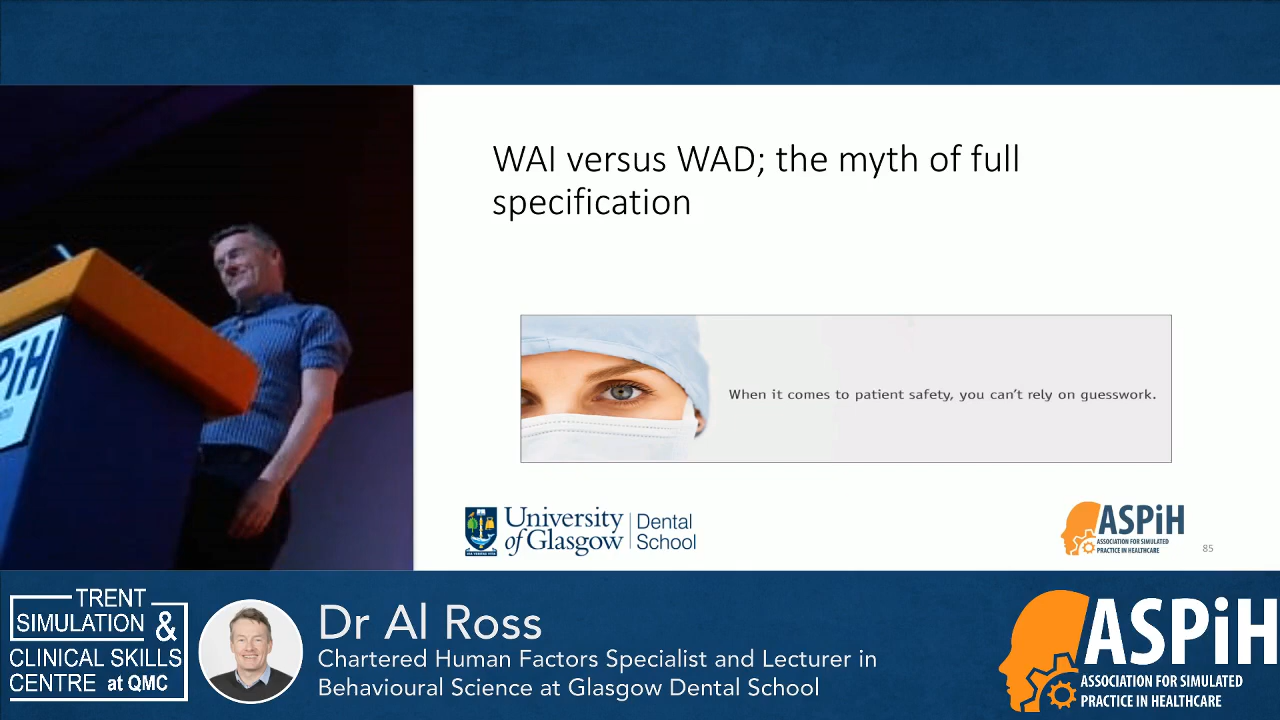 WAI versus WAD; the myth of full
specification
When it comes to patient safety, you can't rely on guesswork.
University
of Glasgow
Dental
School
ASPiH
ASSOCIATION FOR SIMULATED
PRACTICE IN HEALTHCARE
85
PiH
TRENT
SIMULATION &
CLINICAL SKILLS
CENTRE at QMC
Dr Al Ross
Chartered Human Factors Specialist and Lecturer in
Behavioural Science at Glasgow Dental School
ASPiH
ASSOCIATION FOR SIMULATED
PRACTICE IN HEALTHCARE